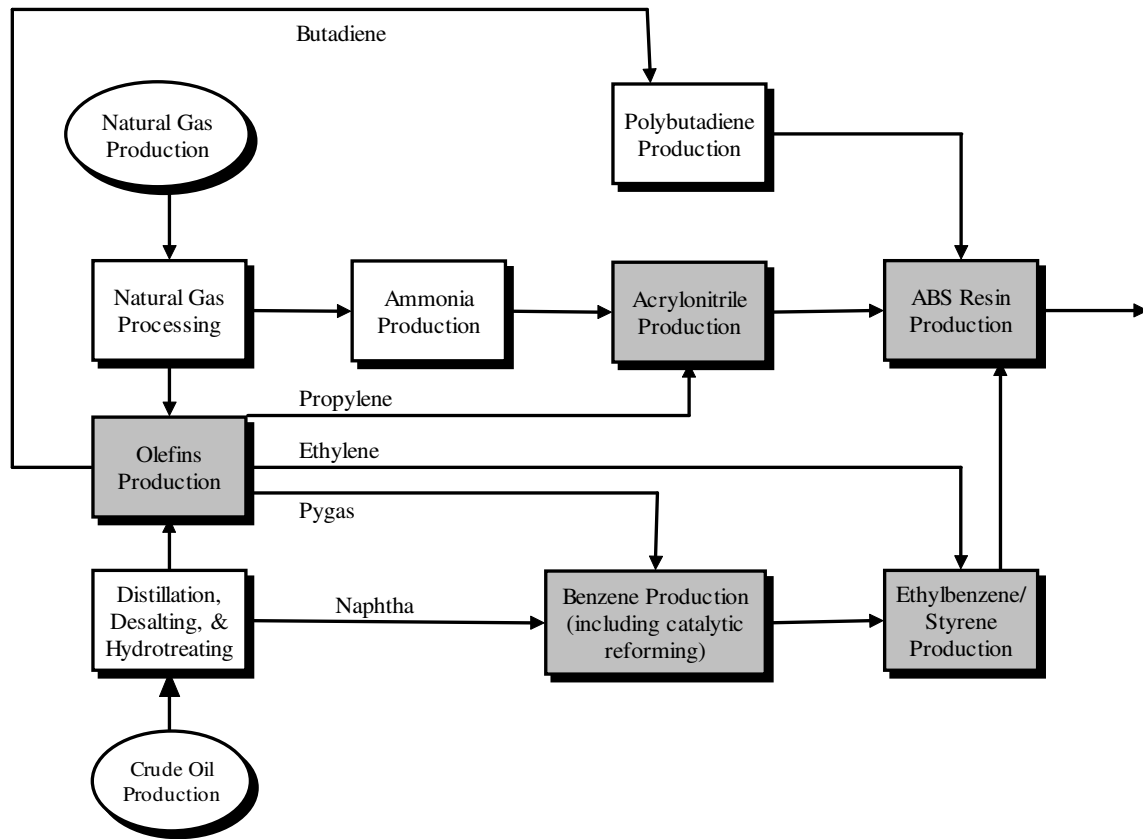 Butadiene
Natural Gas
Production
Polybutadiene
Production
Natural Gas
Processing
Ammonia
Production
Acrylonitrile
Production
ABS Resin
Production
Propylene
Olefins
Production
Ethylene
Pygas
Distillation,
Desalting, &
Hydrotreating
Naphtha
Benzene Production
(including catalytic
reforming)
Ethylbenzene/
Styrene
Production
Crude Oil
Production